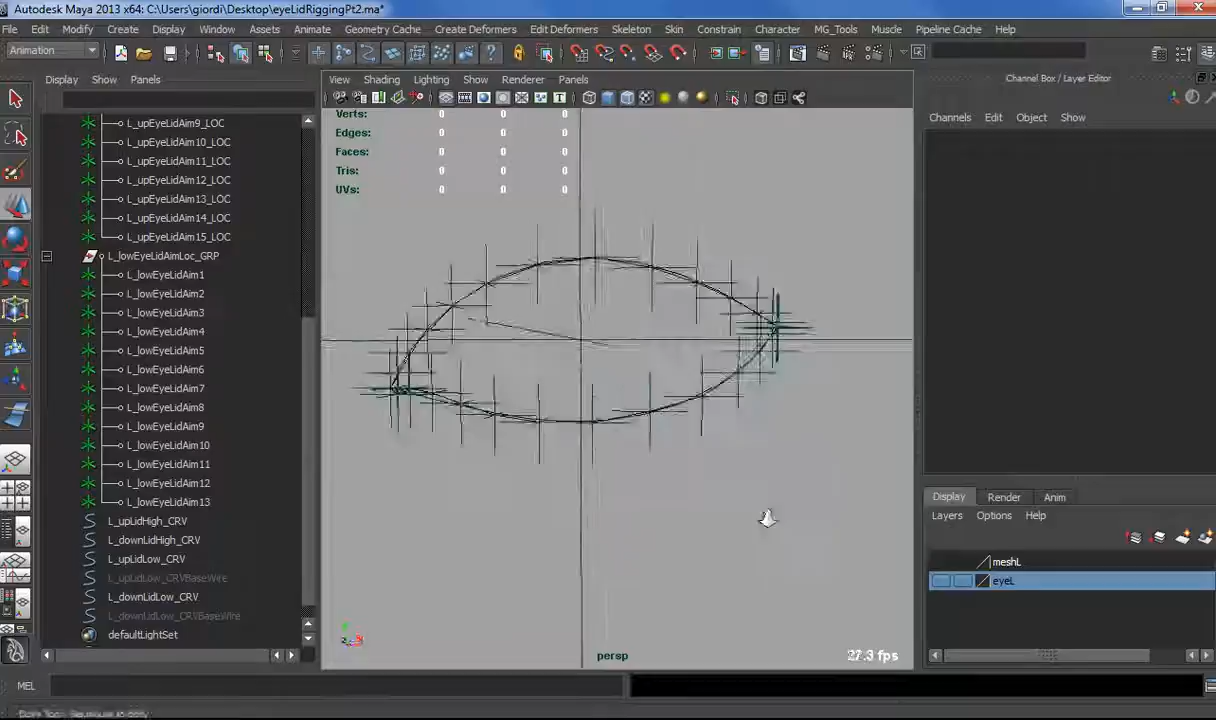 Autodesk Maya 2013 x64: C:\Users\giordi\Desktop\eyeLidRiggingPt2.ma*
File Edit Modify Create Display Window Assets Animate Geometry Cache Create Deformers Edit Deformers Skeleton Skin Constrain Character MG_Tools Muscle Pipeline Cache Help
Animation
Display Show Panels
View Shading Lighting Show Renderer Panels
Channel Box / Layer Editor
Channels Edit Object Show
Verts: 0 0 0
Edges: 0 0 0
Faces: 0 0 0
Tris: 0 0 0
UVs: 0 0 0
L_upEyeLidAim9_LOC
L_upEyeLidAim10_LOC
L_upEyeLidAim11_LOC
L_upEyeLidAim12_LOC
L_upEyeLidAim13_LOC
L_upEyeLidAim14_LOC
L_upEyeLidAim15_LOC
L_lowEyeLidAimLoc_GRP
L_lowEyeLidAim1
L_lowEyeLidAim2
L_lowEyeLidAim3
L_lowEyeLidAim4
L_lowEyeLidAim5
L_lowEyeLidAim6
L_lowEyeLidAim7
L_lowEyeLidAim8
L_lowEyeLidAim9
L_lowEyeLidAim10
L_lowEyeLidAim11
L_lowEyeLidAim12
L_lowEyeLidAim13
L_upLidHigh_CRV
L_downLidHigh_CRV
L_upLidLow_CRV
L_upLidLow_CRVBaseWire
L_downLidLow_CRV
L_downLidLow_CRVBaseWire
defaultLightSet
persp
fps
Display Render Anim
Layers Options Help
meshL
eyeL
MEL